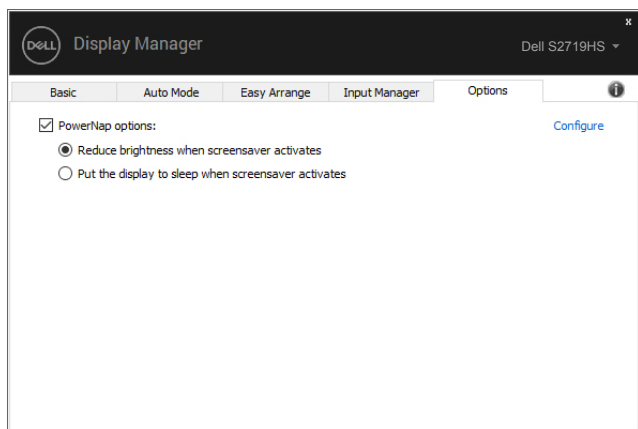 x
DELL Display Manager
Dell S2719HS
Basic Auto Mode Easy Arrange Input Manager Options i
PowerNap options:
Configure
Reduce brightness when screensaver activates
Put the display to sleep when screensaver activates